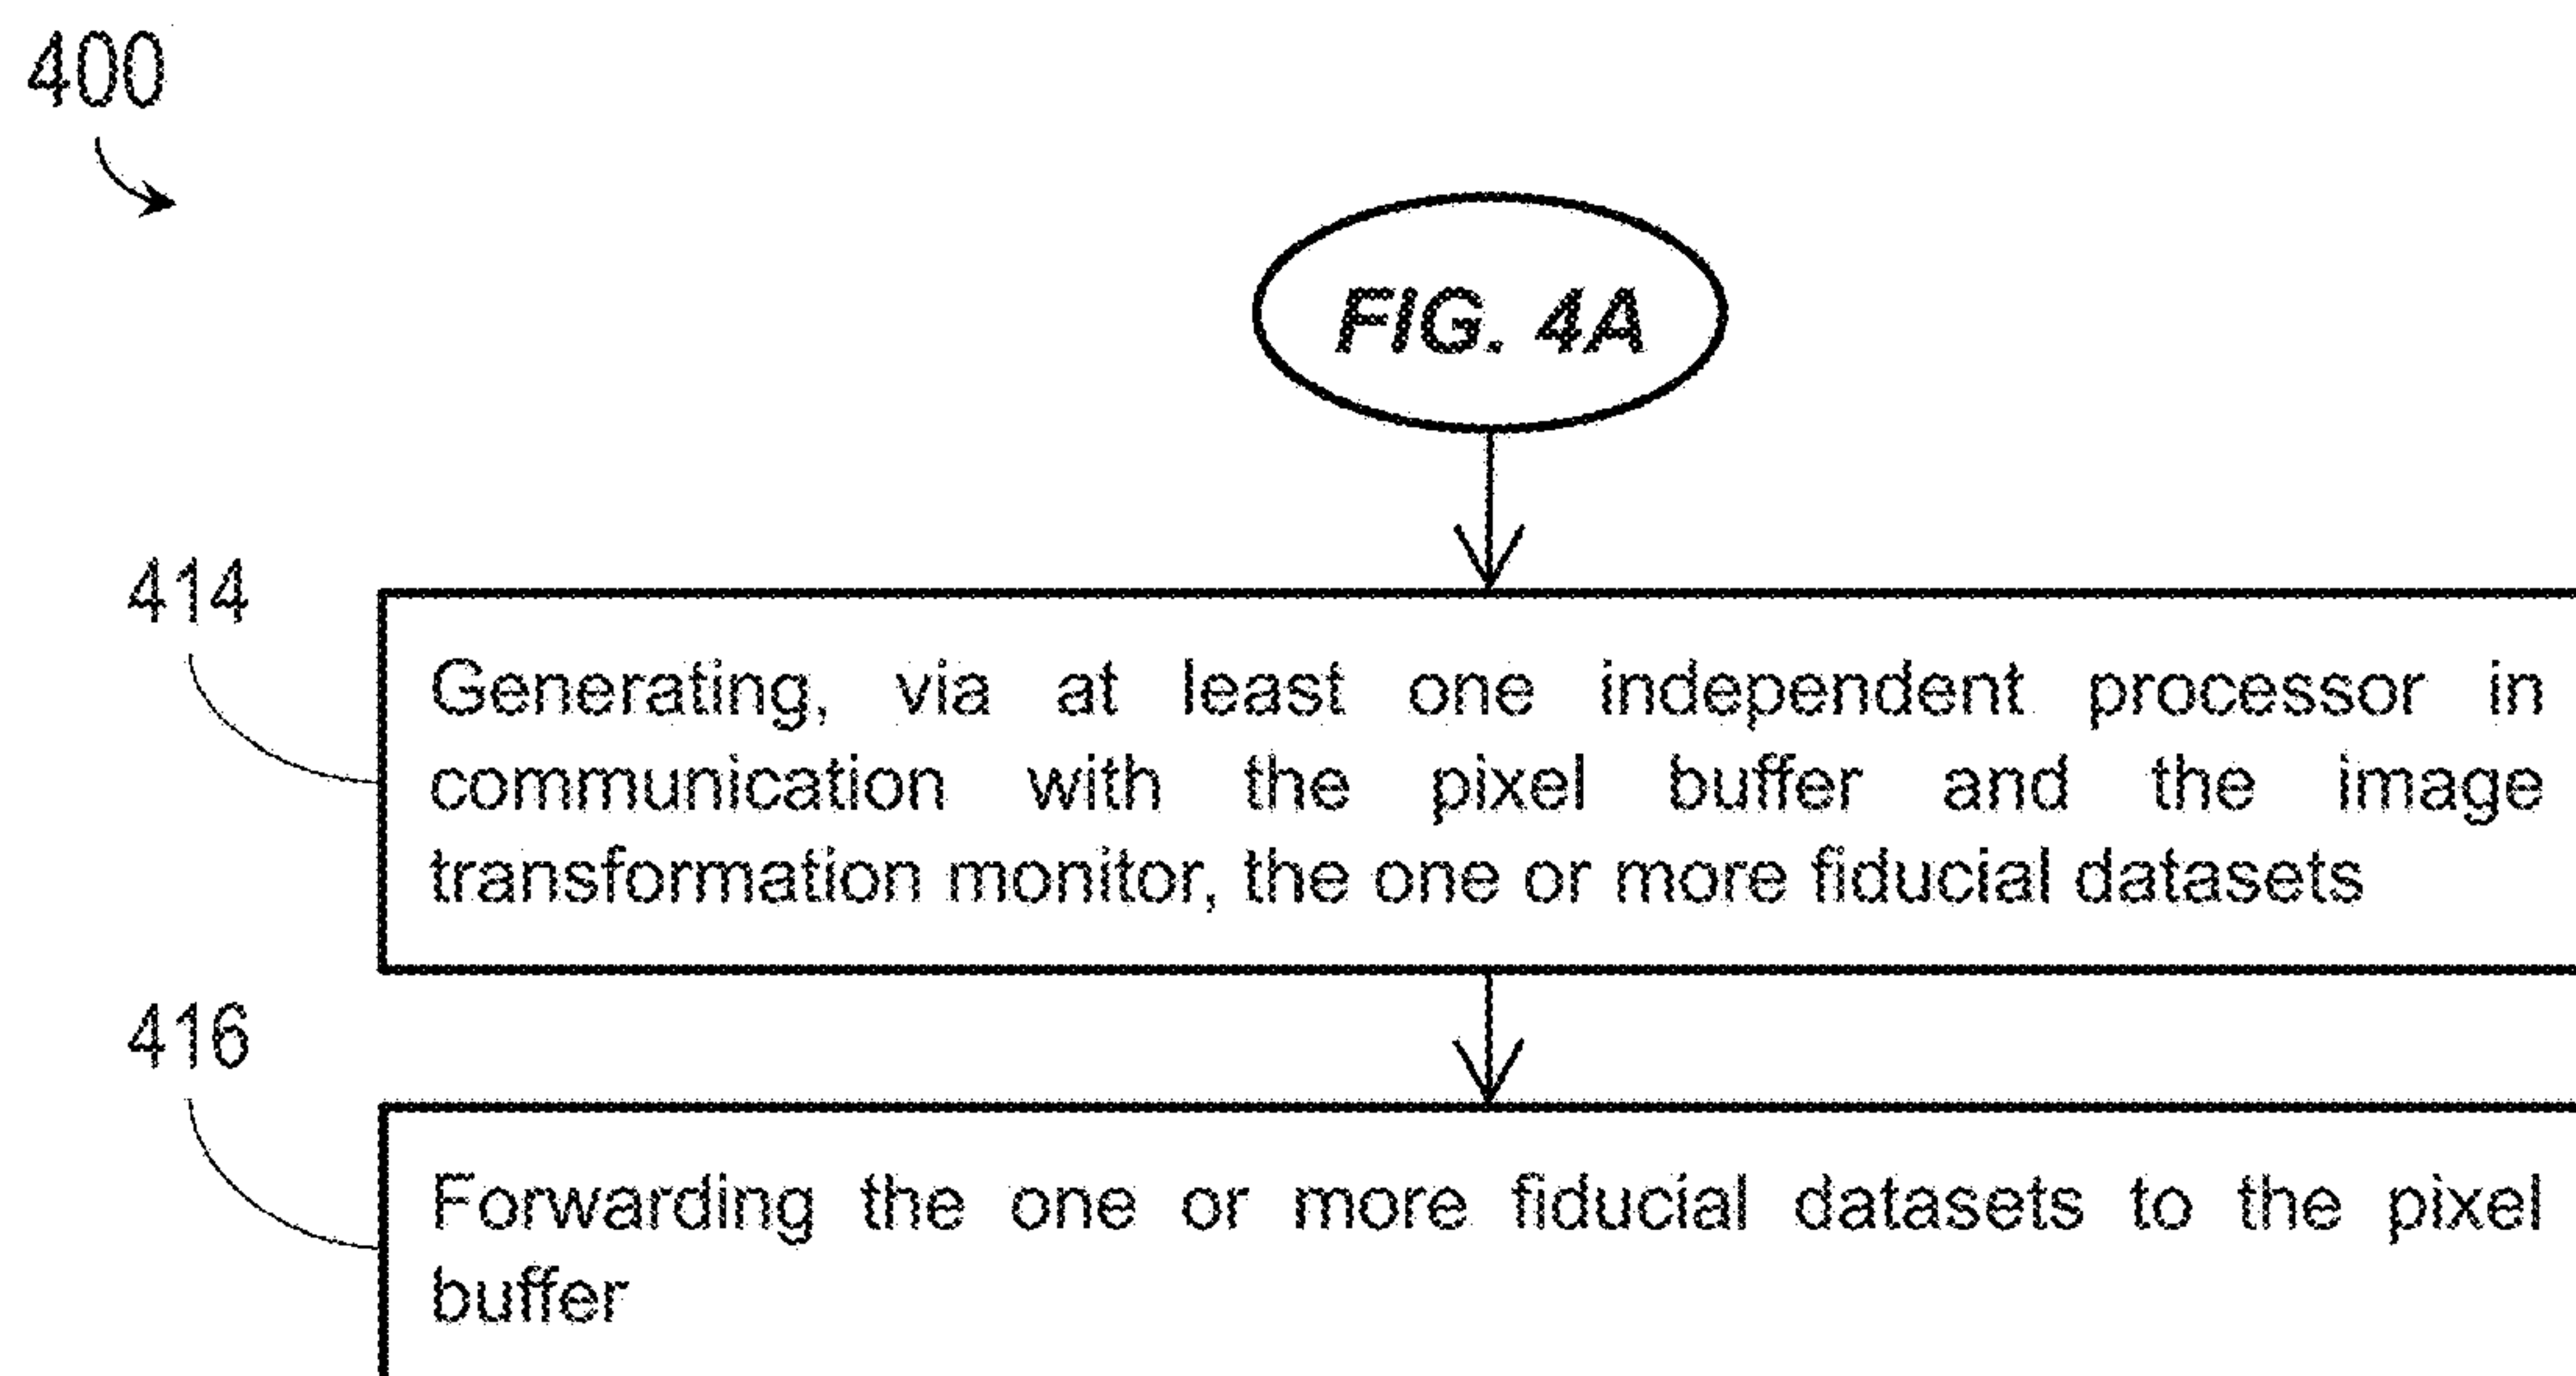 400
FIG. 4A
414
Generating, via at least one independent processor in
communication with the pixel buffer and the image
transformation monitor, the one or more fiducial datasets
416
Forwarding the one or more fiducial datasets to the pixel
buffer